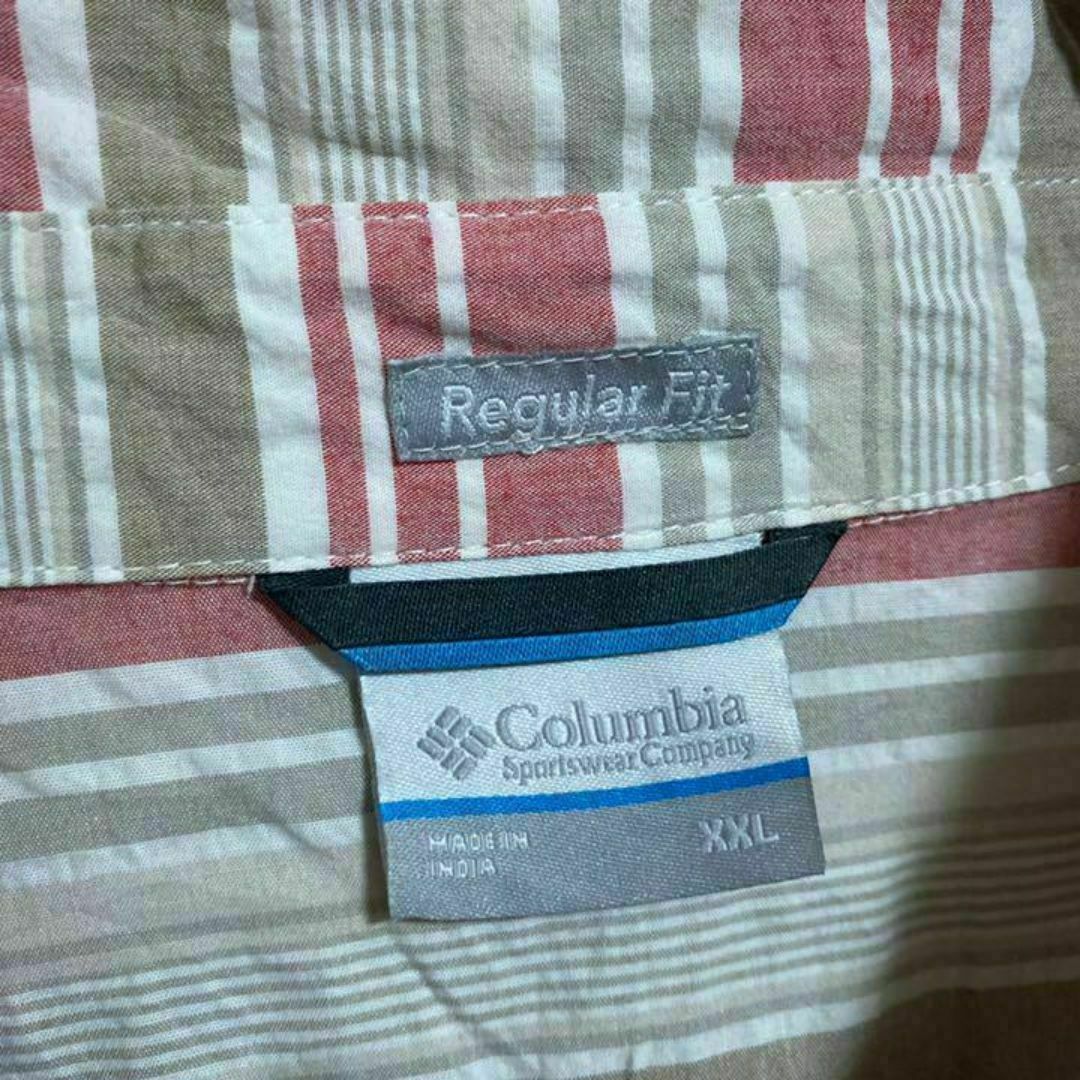 Regular Fit
Columbia
Sportswear Company
MADE IN
INDIA
XXL